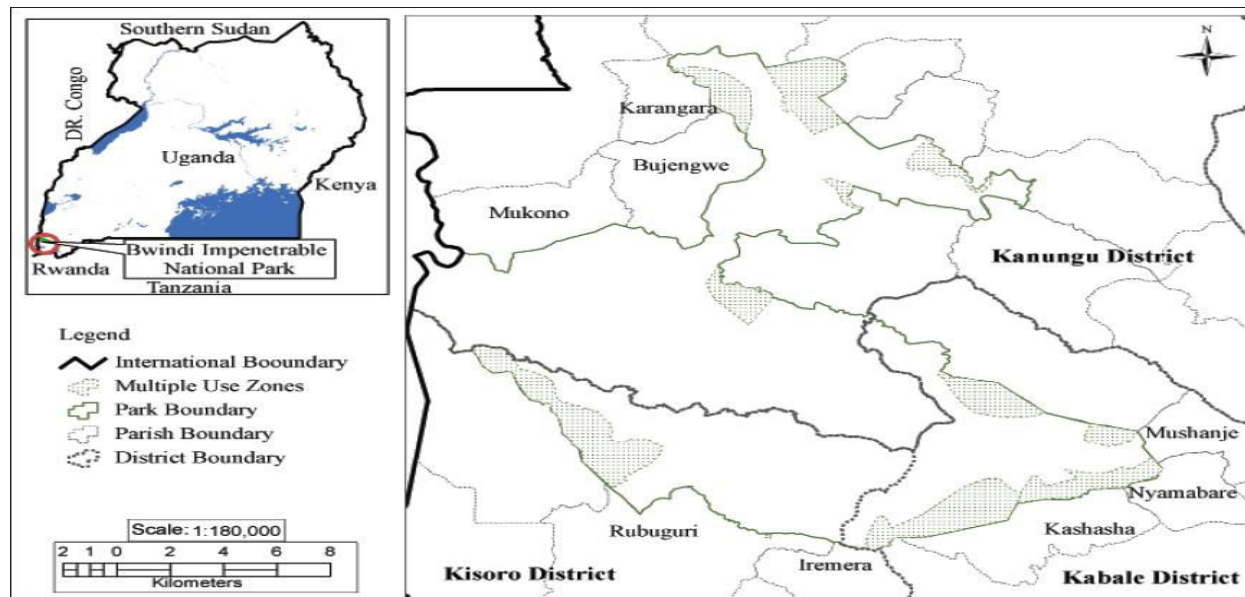 Southern Sudan
DR. Congo
Uganda
Kenya
Bwindi Impenetrable
National Park
Rwanda
Tanzania
Legend
International Booundary
Multiple Use Zones
Park Boundary
Parish Boundary
District Boundary
Scale: 1:180,000
2 1 0 2 4 6 8
Kilometers
N
Karangara
Bujengwe
Mukono
Kanungu District
Mushanje
Nyamabare
Kashasha
Rubuguri
Iremera
Kisoro District
Kabale District